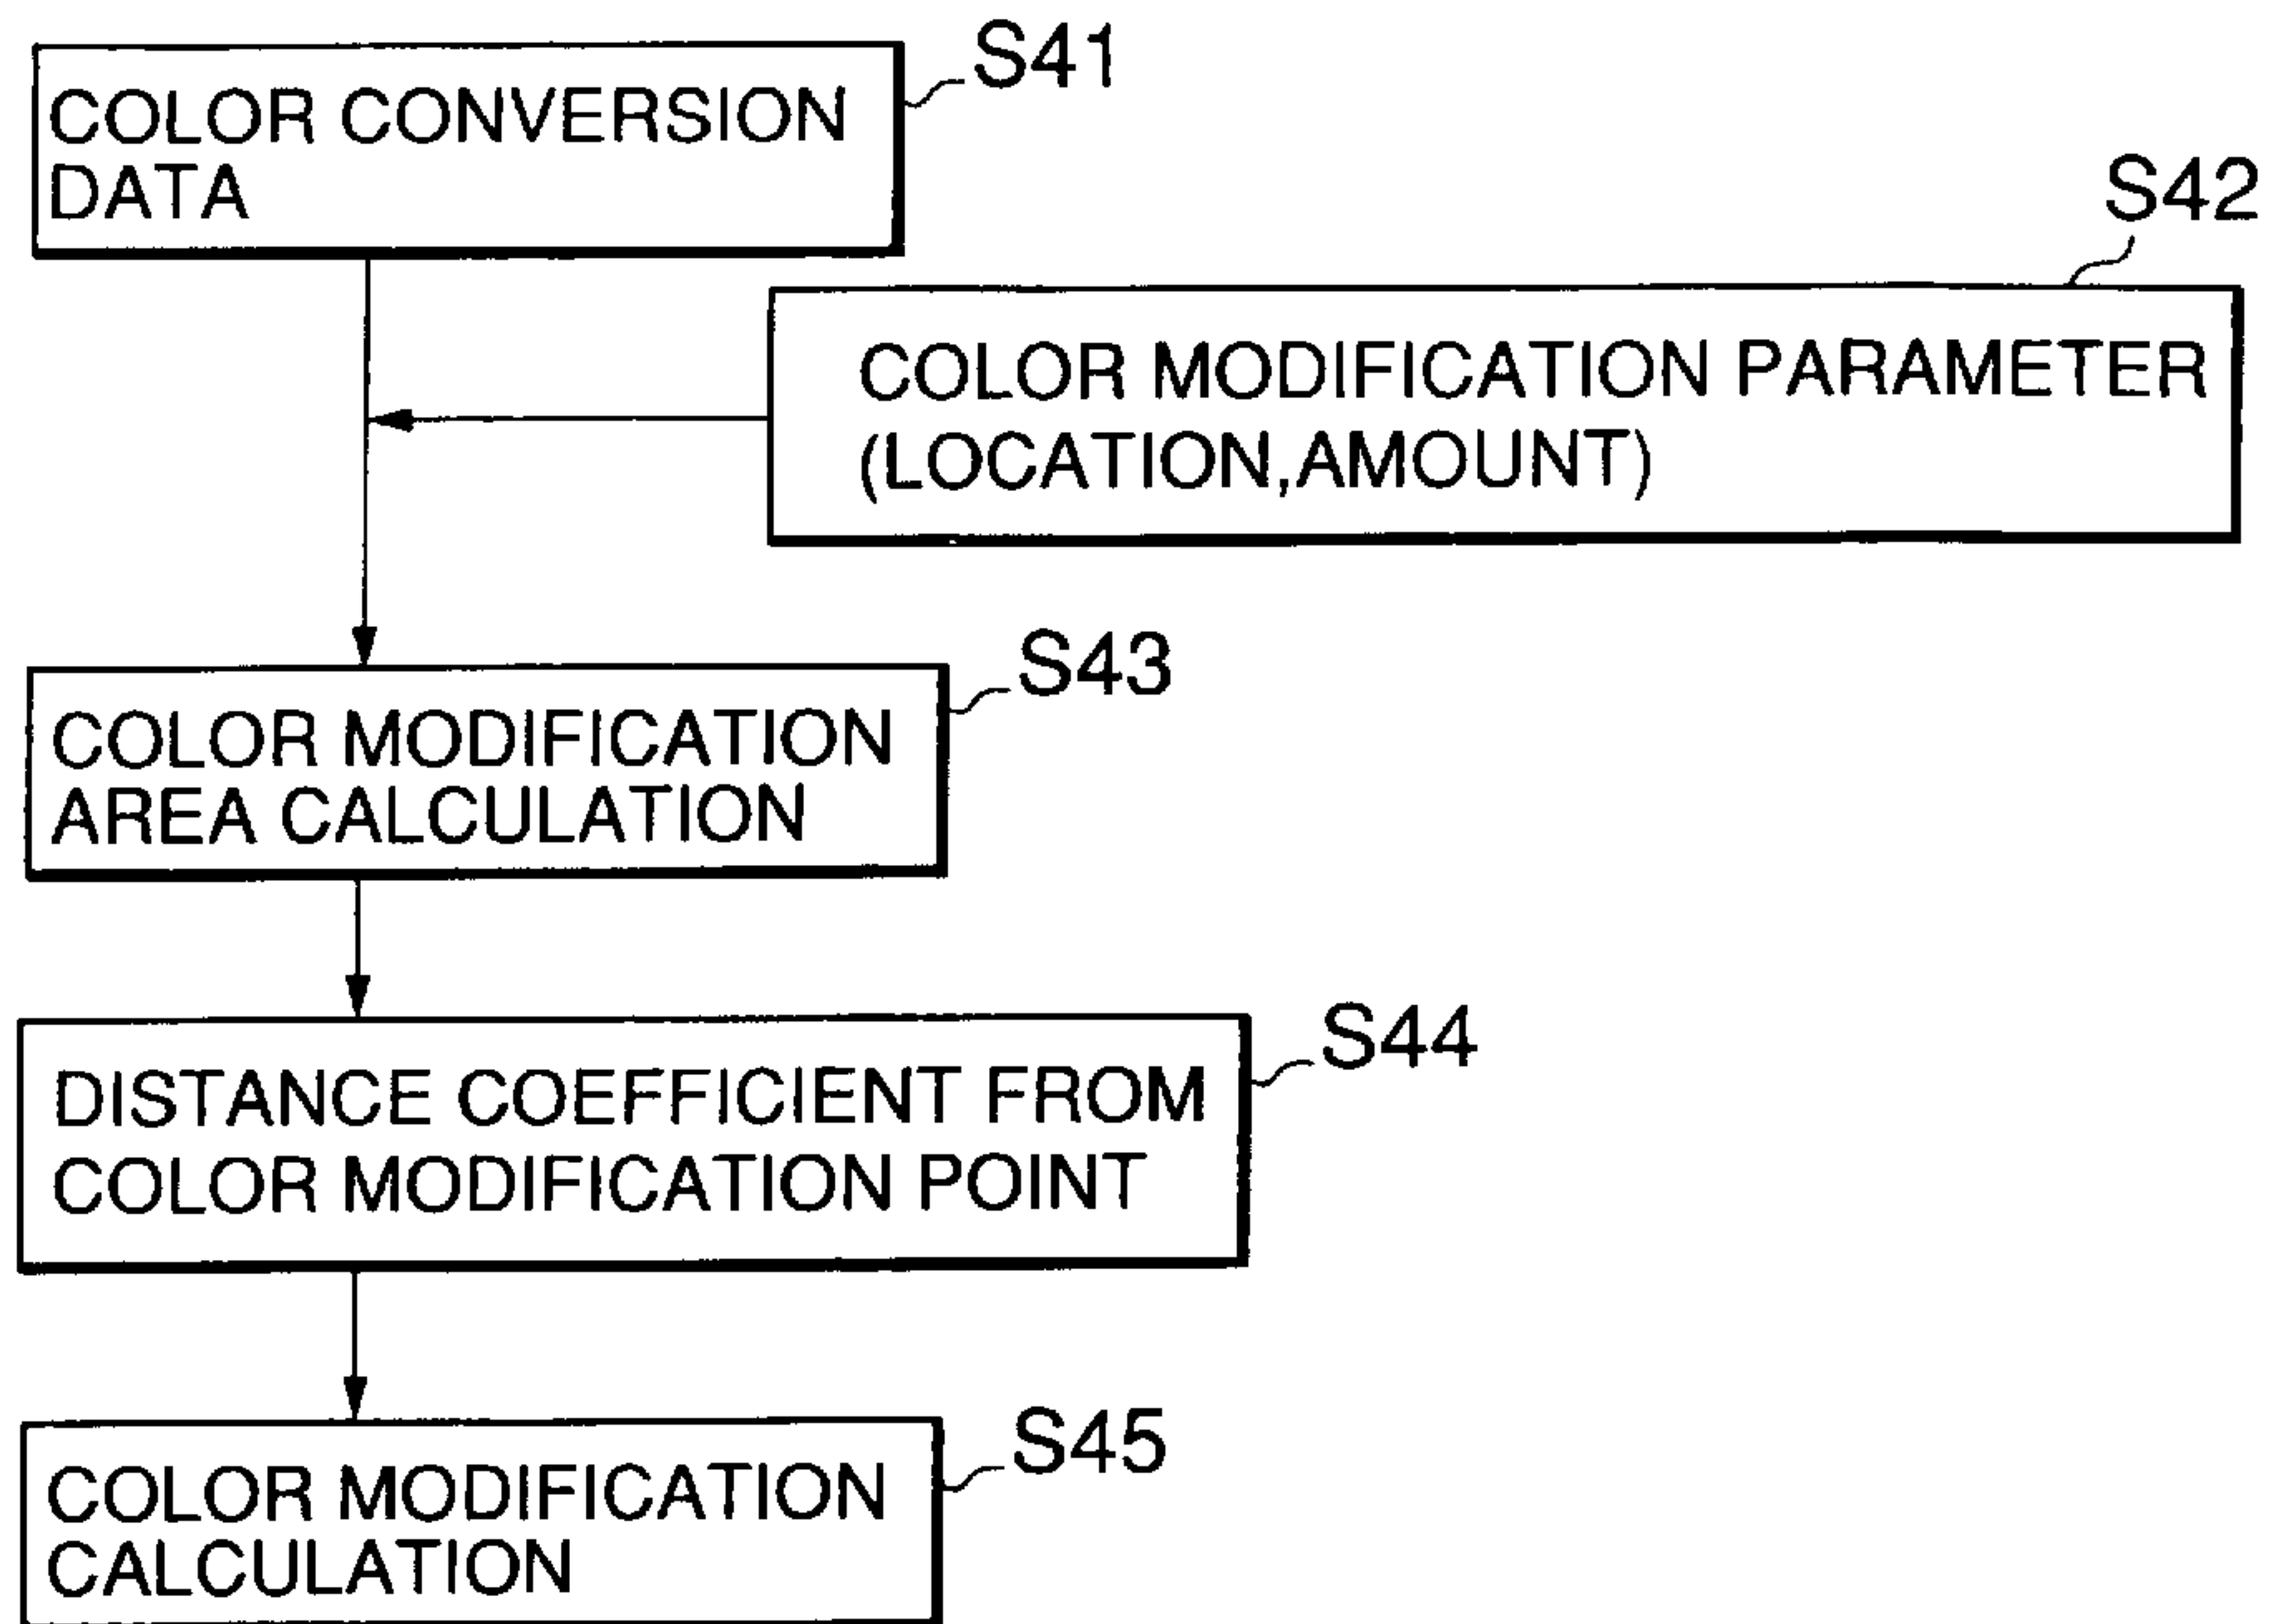 S41
COLOR CONVERSION
DATA
S42
COLOR MODIFICATION PARAMETER
(LOCATION,AMOUNT)
S43
COLOR MODIFICATION
AREA CALCULATION
S44
DISTANCE COEFFICIENT FROM
COLOR MODIFICATION POINT
S45
COLOR MODIFICATION
CALCULATION